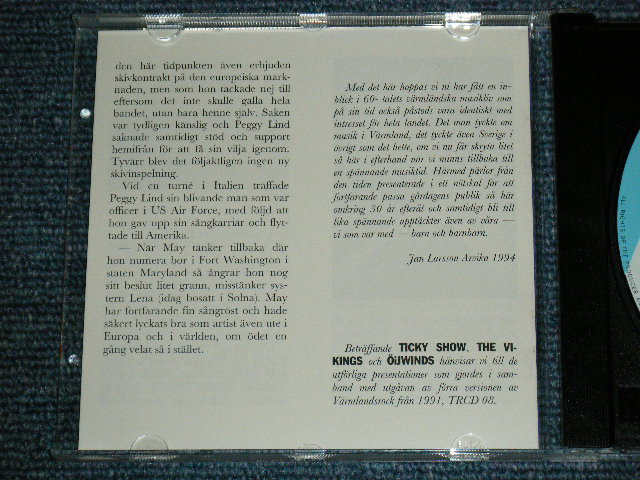 den här tidpunkten även erbjuden
skivkontrakt på den europeiska mark-
naden, men som hon tackade nej till
eftersom det inte skulle gälla hela
bandet, utan bara henne själv. Saken
var tydligen känslig och Peggy Lind
saknade samtidigt stöd och support
hemifrån för att få sin vilja igenom.
Tyvärr blev det följaktligen ingen ny
skivinspelning.
Vid en turné i Italien träffade
Peggy Lind sin blivande man som var
officer i US Air Force, med följd att
hon gav upp sin sångkarriär och flyt-
tade till Amerika.
— När May tänker tillbaka där
hon numera bor i Fort Washington i
staten Maryland så ångrar hon nog
sitt beslut litet grann, misstänker sys-
tern Lena (idag bosatt i Solna). May
har fortfarande fin sångröst och hade
säkert lyckats bra som artist även ute i
Europa och i världen, om ödet en
gång velat så i stället.
Med det här hoppas vi ni har fått en in-
blick i 60- talets värmländska musikliv som
på sin tid också påstods vara identiskt med
intresset för hela landet. Det man tyckte om
musik i Värmland, det tyckte även Sverige i
övrigt som det hette, om vi nu får skryta litet
så här i efterhand när vi minns tillbaka till
en spännande musiktid. Härmed pärlor från
den tiden presenterade i ett nötskal för att
fortfarande passa gårdagens publik så här
omkring 30 år efteråt och samtidigt bli till
lika spännande upptäckter även av våra —
vi som var med — barn och barnbarn.
Jan Larsson Arvika 1994
Beträffande TICKY SHOW, THE VI-
KINGS och ÖIJWINDS hänvisar vi till de
utförliga presentationer som gjordes i sam-
band med utgåvan av förra versionen av
Värmlandsrock från 1991, TRCD 08.